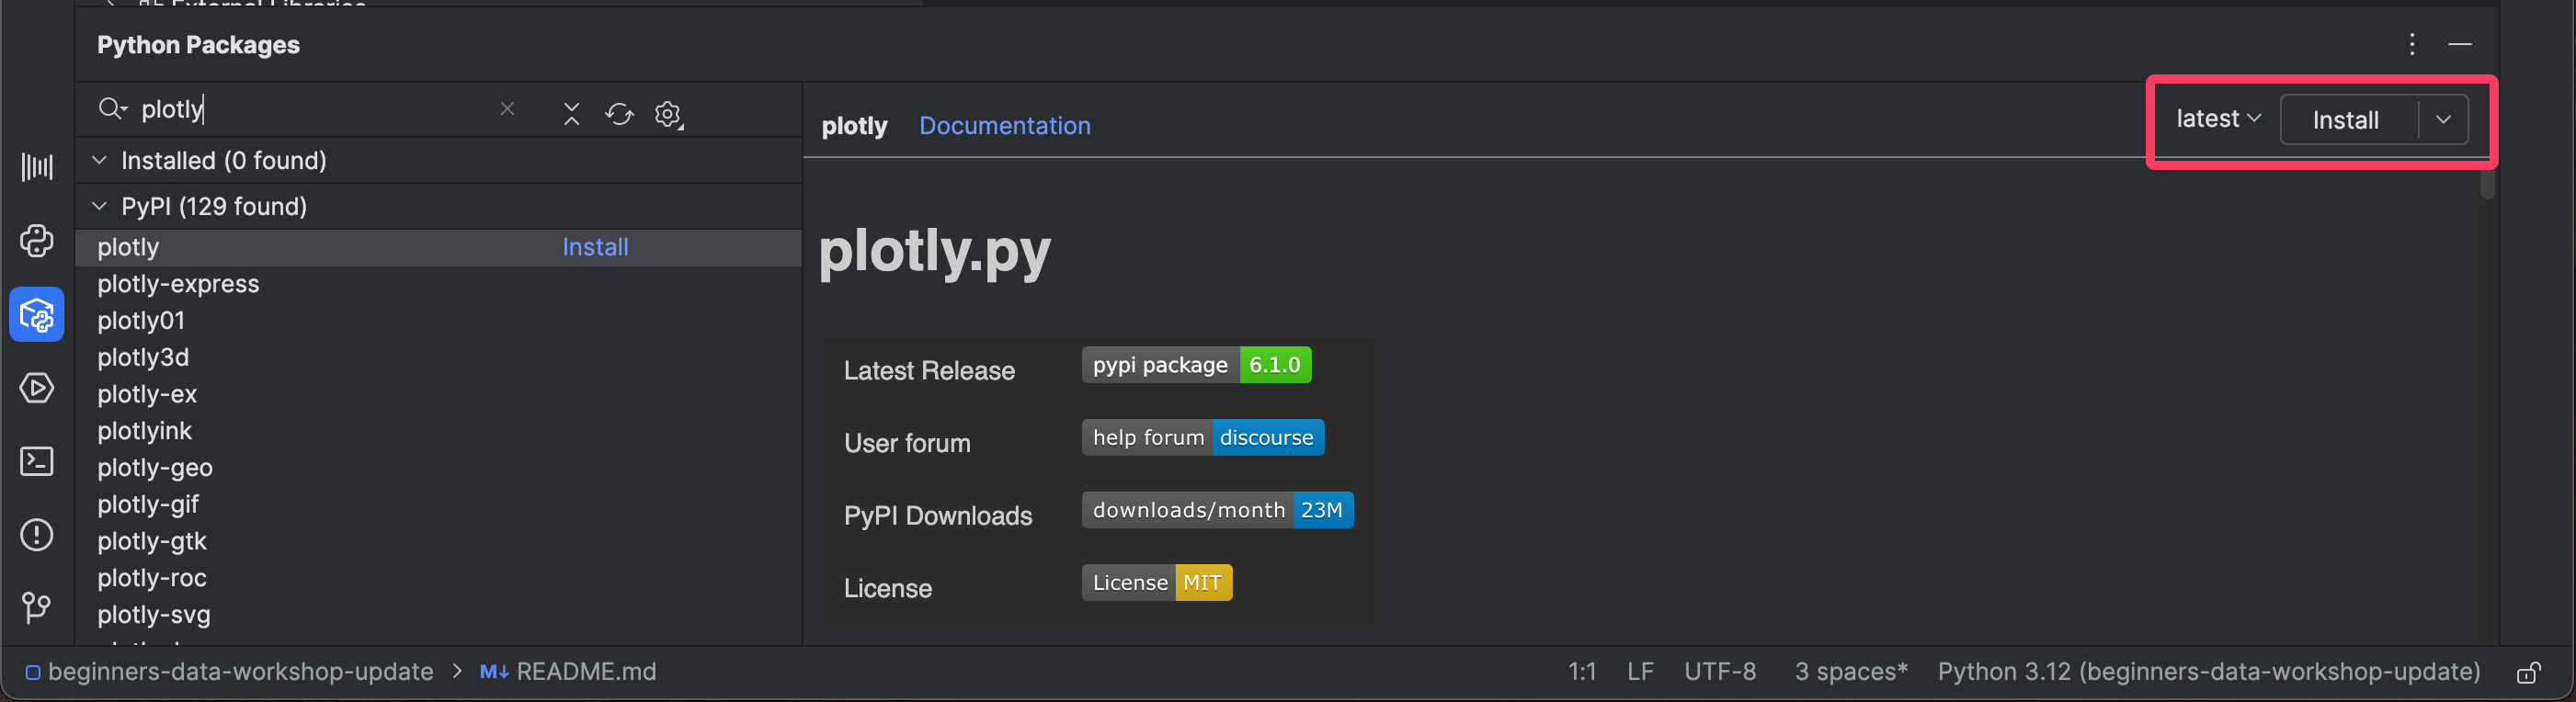 External Libraries
Python Packages
plotly
Installed (0 found)
PyPI (129 found)
plotly Install
plotly-express
plotly01
plotly3d
plotly-ex
plotlyink
plotly-geo
plotly-gif
plotly-gtk
plotly-roc
plotly-svg
plotly Documentation
latest Install
plotly.py
Latest Release pypi package 6.1.0
User forum help forum discourse
PyPI Downloads downloads/month 23M
License License MIT
beginners-data-workshop-update > M↓ README.md
1:1 LF UTF-8 3 spaces* Python 3.12 (beginners-data-workshop-update)